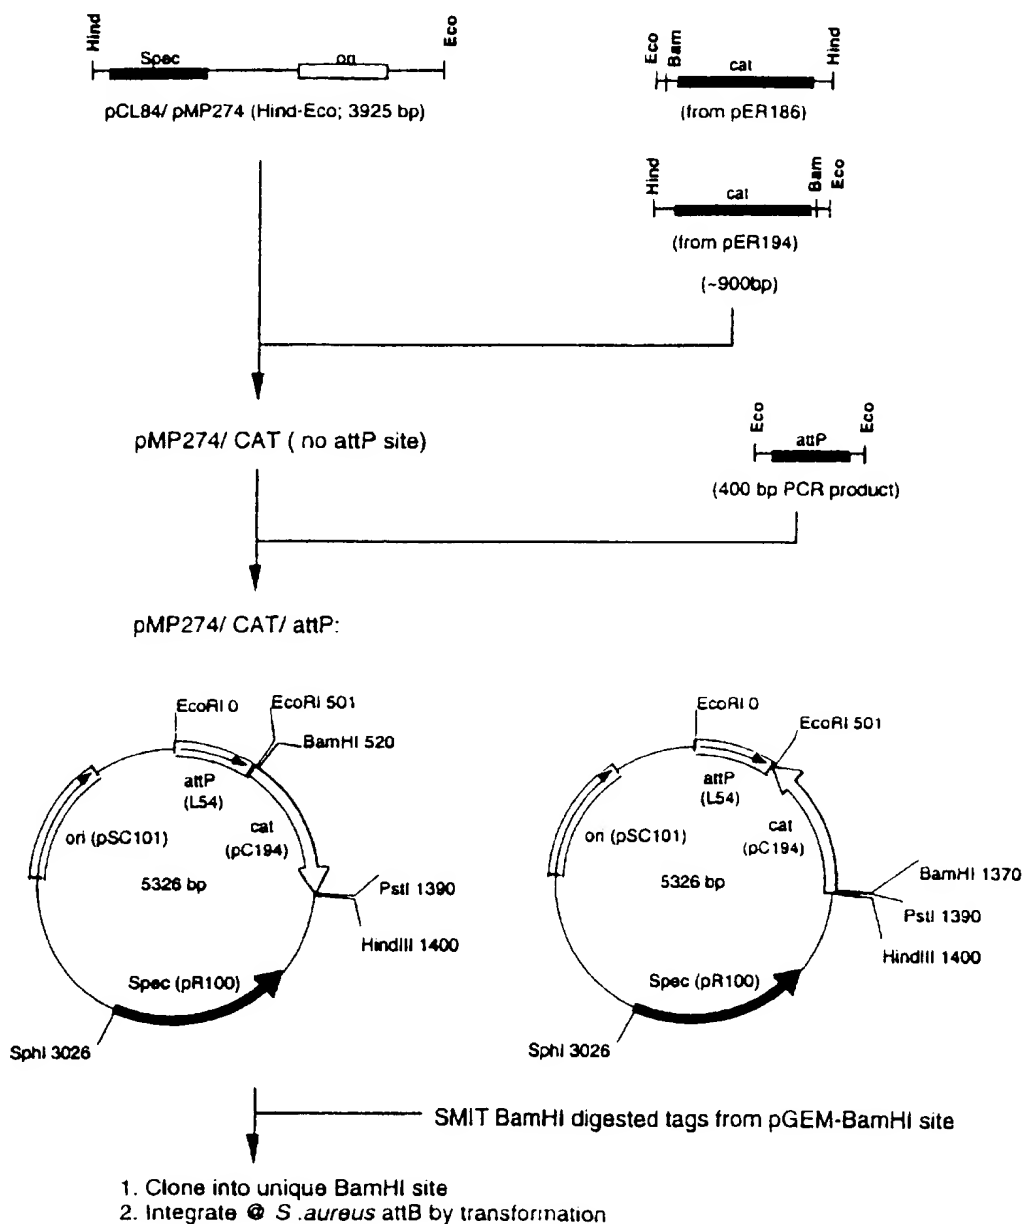 Hind
Spec
ori
Eco
pCL84/ pMP274 (Hind-Eco; 3925 bp)
Eco
Bam
cat
Hind
(from pER186)
Hind
cat
Bam
Eco
(from pER194)
(~900bp)
pMP274/ CAT ( no attP site)
Eco
attP
Eco
(400 bp PCR product)
pMP274/ CAT/ attP:
EcoRI 0
EcoRI 501
BamHI 520
attP
(L54)
ori (pSC101)
cat
(pC194)
5326 bp
PstI 1390
HindIII 1400
Spec (pR100)
SphI 3026
EcoRI 0
EcoRI 501
attP
(L54)
ori (pSC101)
cat
(pC194)
5326 bp
BamHI 1370
PstI 1390
HindIII 1400
Spec (pR100)
SphI 3026
SMIT BamHI digested tags from pGEM-BamHI site
1. Clone into unique BamHI site
2. Integrate @ S .aureus attB by transformation